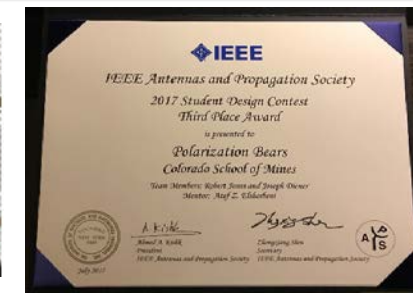 IEEE
IEEE Antennas and Propagation Society
2017 Student Design Contest
Third Place Award
is presented to
Polarization Bears
Colorado School of Mines
Team Members: Robert Jones and Joseph Diener
Mentor: Atef Z. Elsherbeni
Ahmed A. Kishk
President
IEEE Antennas and Propagation Society
Secretary
IEEE Antennas and Propagation Society
July 2017
A P S